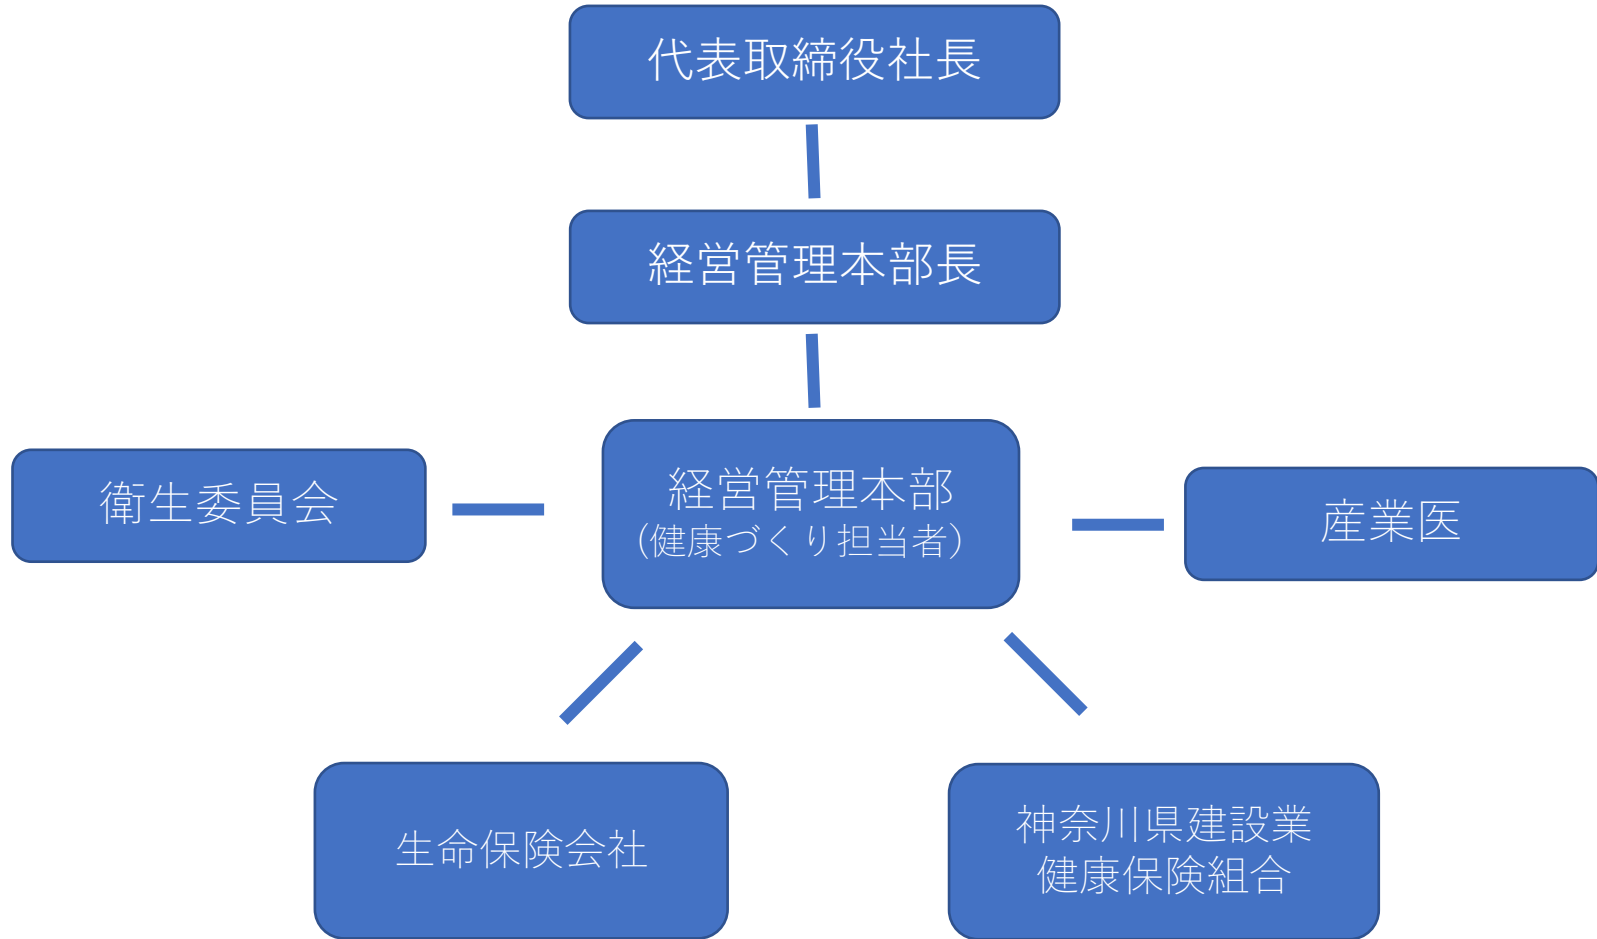 代表取締役社長
経営管理本部長
経営管理本部
（健康づくり担当者）
衛生委員会
産業医
生命保険会社
神奈川県建設業
健康保険組合